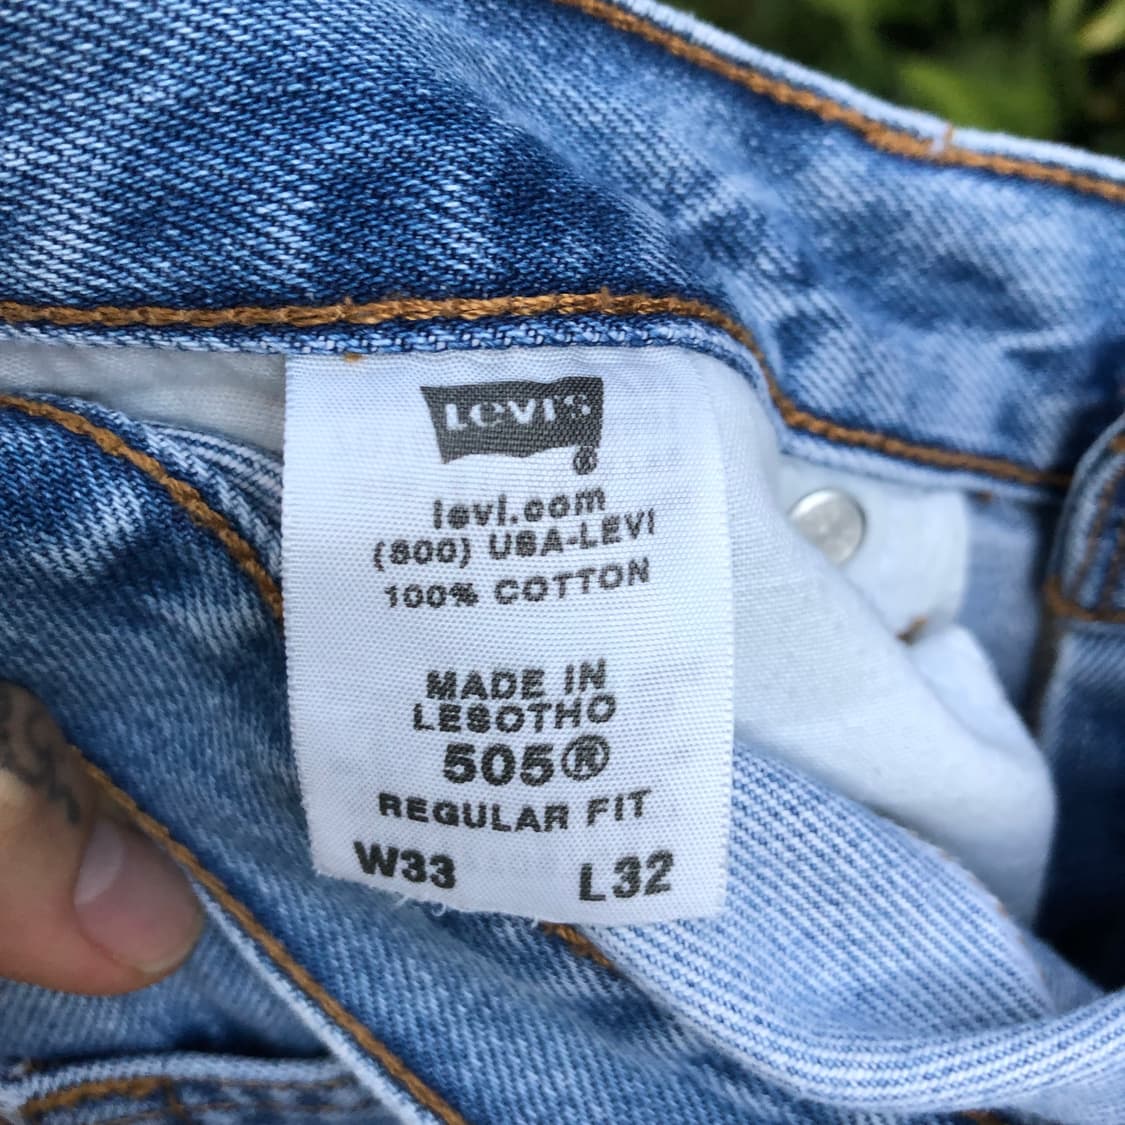 Levi's
®
levi.com
(800) USA-LEVI
100% COTTON
MADE IN
LESOTHO
505®
REGULAR FIT
W33 L32